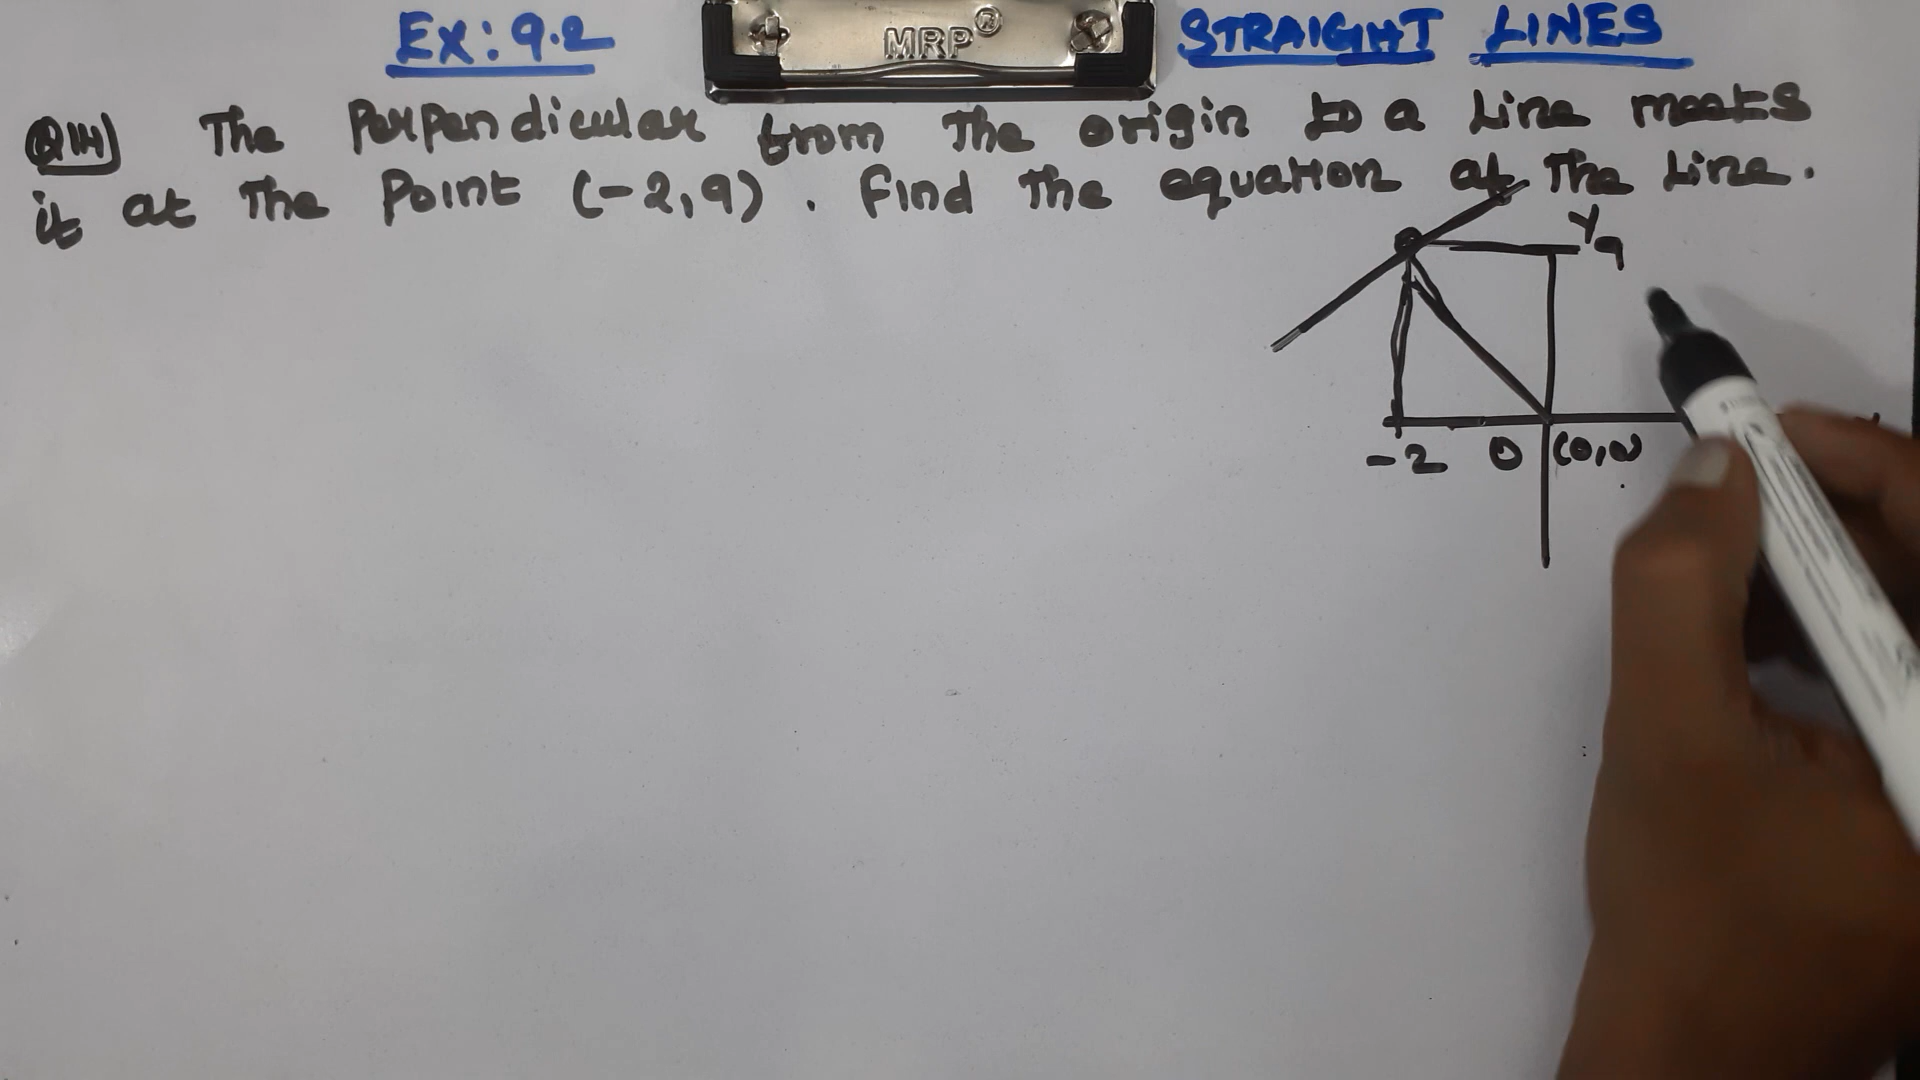 EX: 9.2
MRP®
STRAIGHT LINES
Q14) The Perpendicular from The origin to a Line meets
it at The Point (-2,9). Find The equation of The Line.
Y
9
-2 0 (0,0)